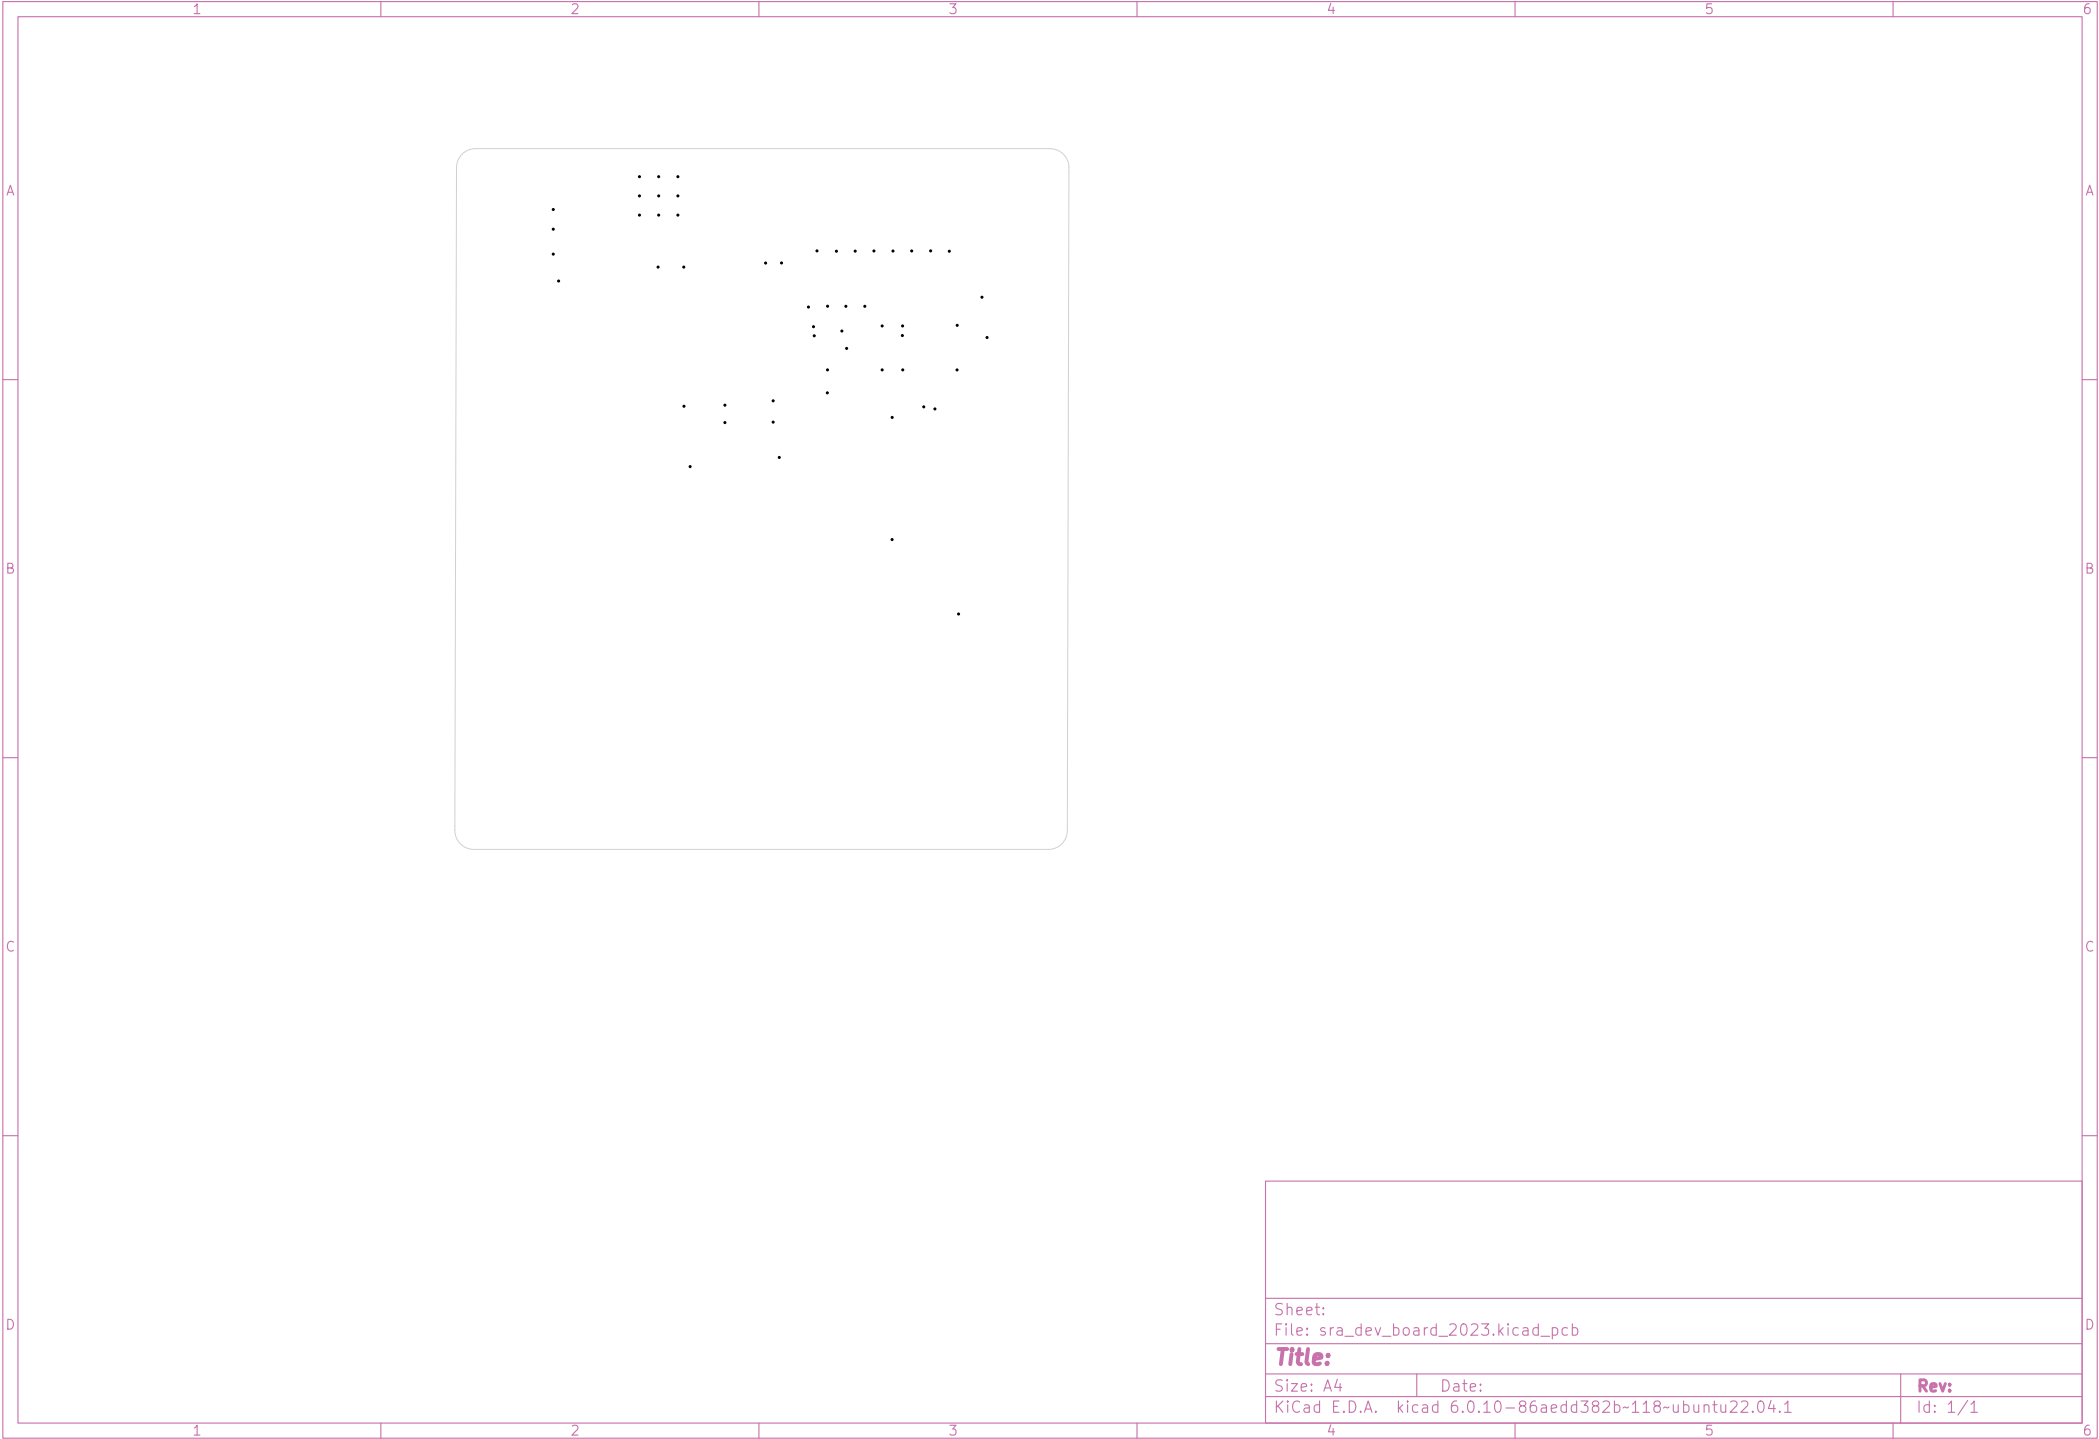 1 2 3 4 5 6
A A
B B
C C
D D
Sheet:
File: sra_dev_board_2023.kicad_pcb
Title:
Size: A4 Date: Rev:
KiCad E.D.A. kicad 6.0.10-86aedd382b~118~ubuntu22.04.1 Id: 1/1
1 2 3 4 5 6